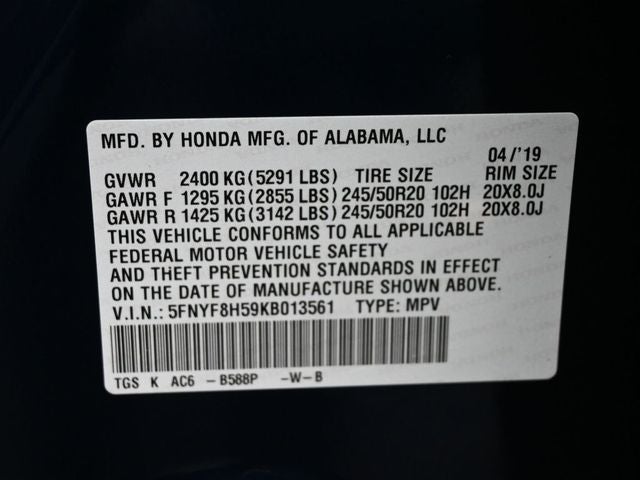 MFD. BY HONDA MFG. OF ALABAMA, LLC
04/'19
GVWR 2400 KG(5291 LBS) TIRE SIZE RIM SIZE
GAWR F 1295 KG(2855 LBS)245/50R20 102H 20X8.0J
GAWR R 1425 KG(3142 LBS)245/50R20 102H 20X8.0J
THIS VEHICLE CONFORMS TO ALL APPLICABLE
FEDERAL MOTOR VEHICLE SAFETY
AND THEFT PREVENTION STANDARDS IN EFFECT
ON THE DATE OF MANUFACTURE SHOWN ABOVE.
V.I.N.: 5FNYF8H59KB013561 TYPE: MPV
TGS K AC6 -B588P -W-B